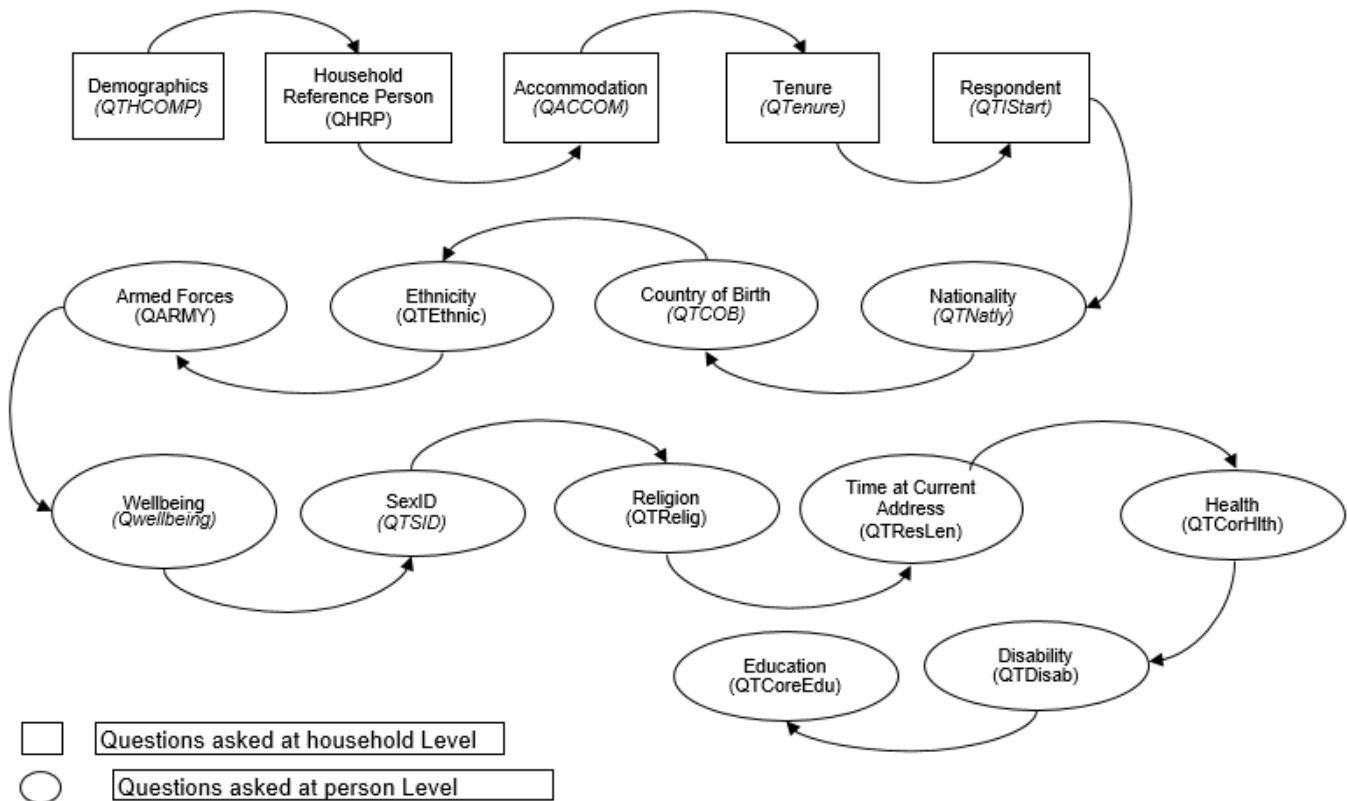 Demographics
(QTHCOMP)
Household
Reference Person
(QHRP)
Accommodation
(QACCOM)
Tenure
(QTenure)
Respondent
(QTIStart)
Armed Forces
(QARMY)
Ethnicity
(QTEthnic)
Country of Birth
(QTCOB)
Nationality
(QTNatly)
Wellbeing
(Qwellbeing)
SexID
(QTSID)
Religion
(QTRelig)
Time at Current
Address
(QTResLen)
Health
(QTCorHlth)
Education
(QTCoreEdu)
Disability
(QTDisab)
Questions asked at household Level
Questions asked at person Level